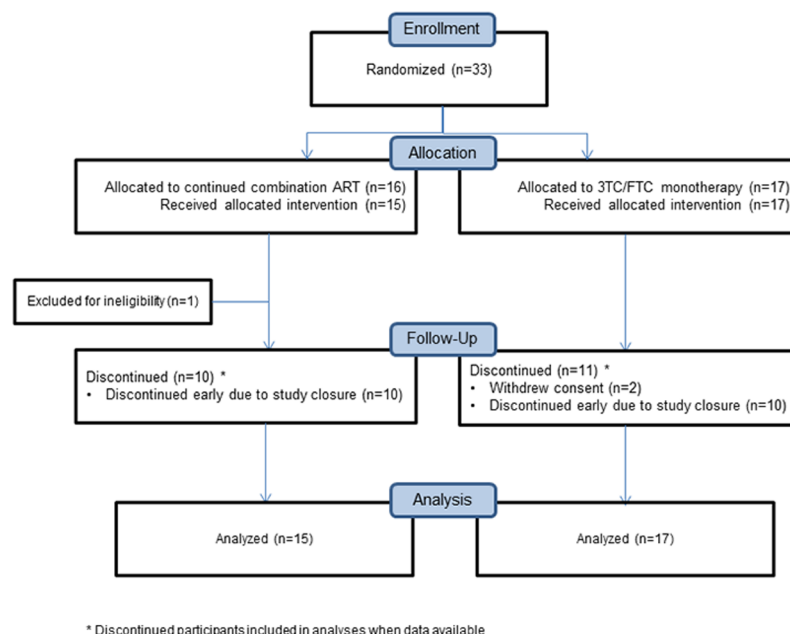 Enrollment
Randomized (n=33)
Allocation
Allocated to continued combination ART (n=16)
Received allocated intervention (n=15)
Allocated to 3TC/FTC monotherapy (n=17)
Received allocated intervention (n=17)
Excluded for ineligibility (n=1)
Follow-Up
Discontinued (n=10) *
• Discontinued early due to study closure (n=10)
Discontinued (n=11) *
• Withdrew consent (n=2)
• Discontinued early due to study closure (n=10)
Analysis
Analyzed (n=15)
Analyzed (n=17)
* Discontinued participants included in analyses when data available